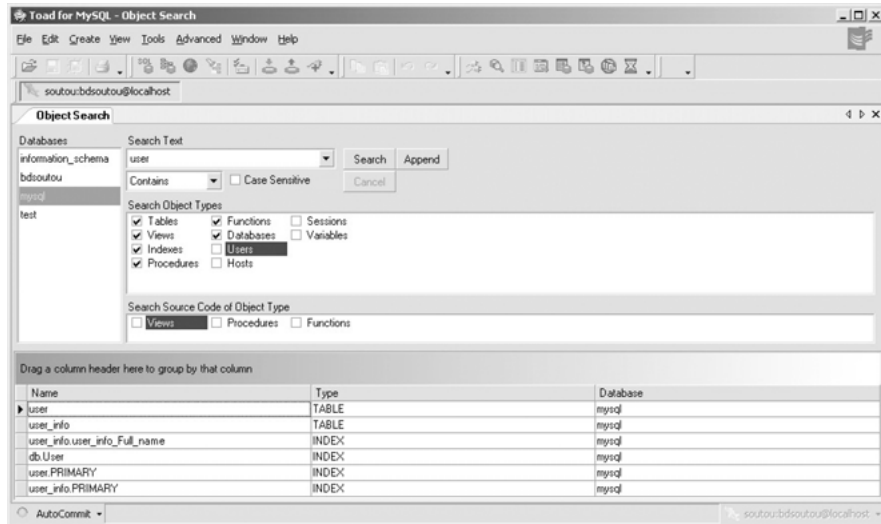 Toad for MySQL - Object Search
File Edit Create View Tools Advanced Window Help
soutou:bdsoutou@localhost
Object Search
Databases
information_schema
bdsoutou
mysql
test
Search Text
user
Search Append
Contains
Case Sensitive
Cancel
Search Object Types
Tables Functions Sessions
Views Databases Variables
Indexes Users
Procedures Hosts
Search Source Code of Object Type
Views Procedures Functions
Drag a column header here to group by that column
Name Type Database
user TABLE mysql
user_info TABLE mysql
user_info.user_info_Full_name INDEX mysql
db.User INDEX mysql
user.PRIMARY INDEX mysql
user_info.PRIMARY INDEX mysql
AutoCommit
soutou:bdsoutou@localhost